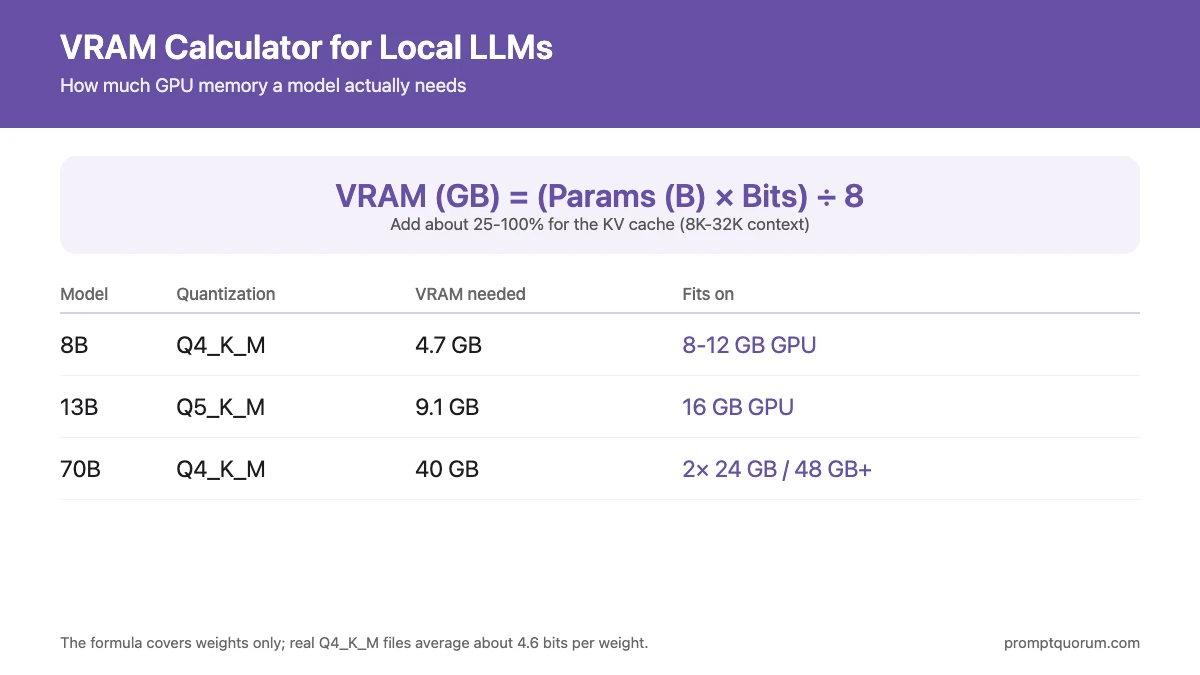 VRAM Calculator for Local LLMs
How much GPU memory a model actually needs
VRAM (GB) = (Params (B) × Bits) ÷ 8
Add about 25-100% for the KV cache (8K-32K context)
Model Quantization VRAM needed Fits on
8B Q4_K_M 4.7 GB 8-12 GB GPU
13B Q5_K_M 9.1 GB 16 GB GPU
70B Q4_K_M 40 GB 2× 24 GB / 48 GB+
The formula covers weights only; real Q4_K_M files average about 4.6 bits per weight. promptquorum.com